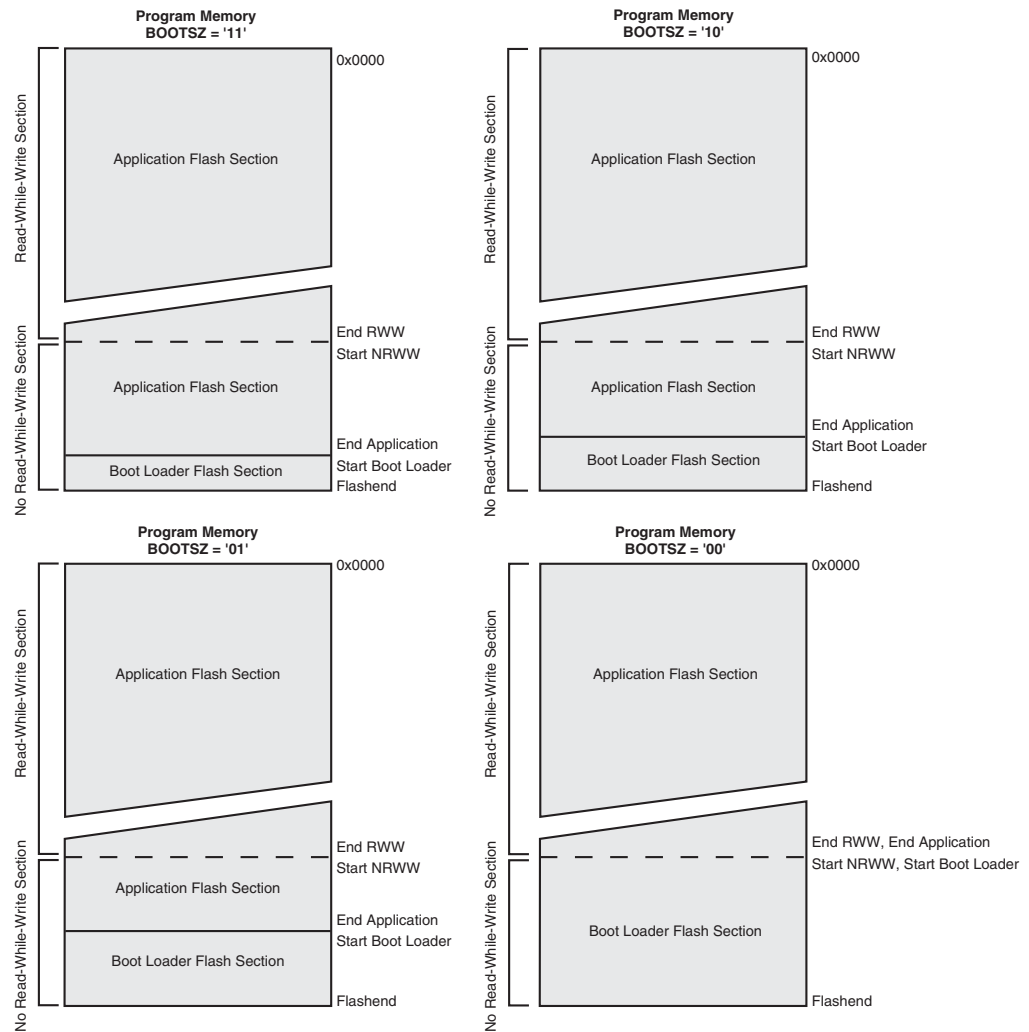 Program Memory
BOOTSZ = '11'
0x0000
Read-While-Write Section
Application Flash Section
End RWW
Start NRWW
No Read-While-Write Section
Application Flash Section
End Application
Start Boot Loader
Boot Loader Flash Section
Flashend
Program Memory
BOOTSZ = '10'
0x0000
Read-While-Write Section
Application Flash Section
End RWW
Start NRWW
No Read-While-Write Section
Application Flash Section
End Application
Start Boot Loader
Boot Loader Flash Section
Flashend
Program Memory
BOOTSZ = '01'
0x0000
Read-While-Write Section
Application Flash Section
End RWW
Start NRWW
No Read-While-Write Section
Application Flash Section
End Application
Start Boot Loader
Boot Loader Flash Section
Flashend
Program Memory
BOOTSZ = '00'
0x0000
Read-While-Write Section
Application Flash Section
End RWW, End Application
Start NRWW, Start Boot Loader
No Read-While-Write Section
Boot Loader Flash Section
Flashend